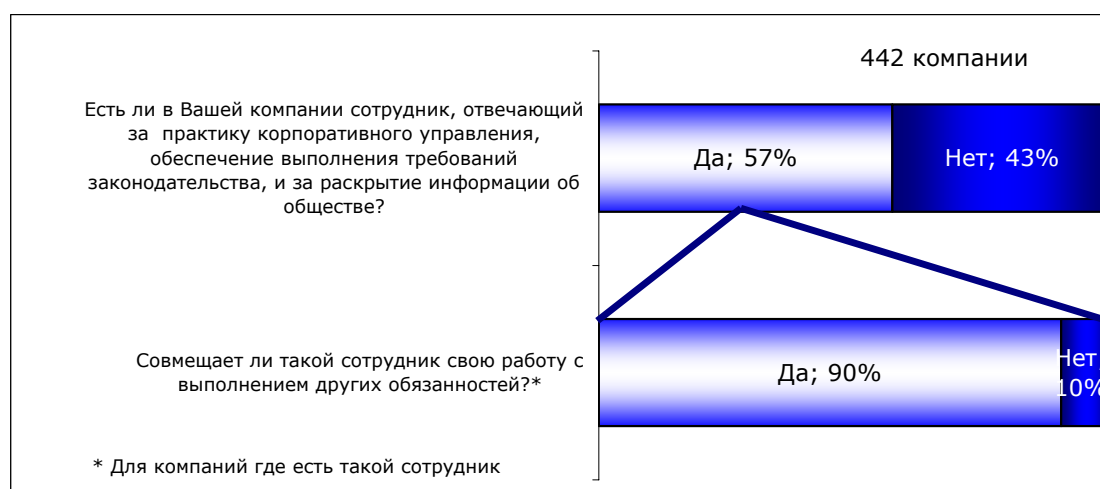 442 компании
Есть ли в Вашей компании сотрудник, отвечающий
за практику корпоративного управления,
обеспечение выполнения требований
законодательства, и за раскрытие информации об
обществе?
Да; 57%
Нет; 43%
Совмещает ли такой сотрудник свою работу с
выполнением других обязанностей?*
Да; 90%
Нет;
10%
* Для компаний где есть такой сотрудник